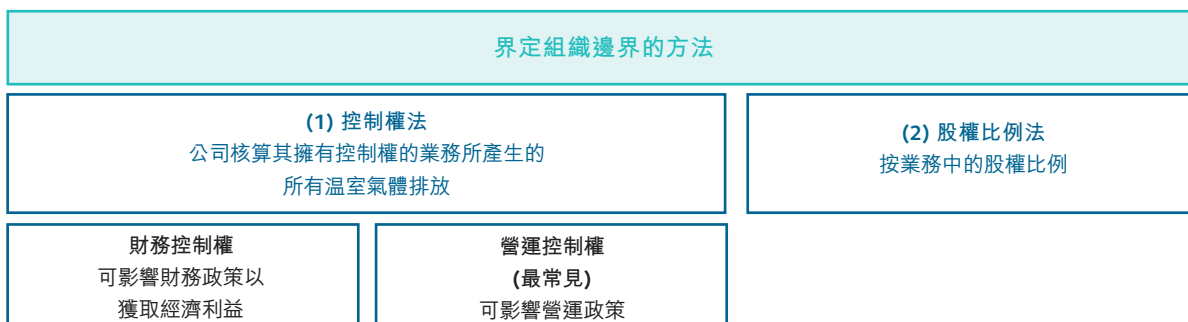 界定組織邊界的方法
(1) 控制權法
公司核算其擁有控制權的業務所產生的
所有温室氣體排放
(2) 股權比例法
按業務中的股權比例
財務控制權
可影響財務政策以
獲取經濟利益
營運控制權
(最常見)
可影響營運政策